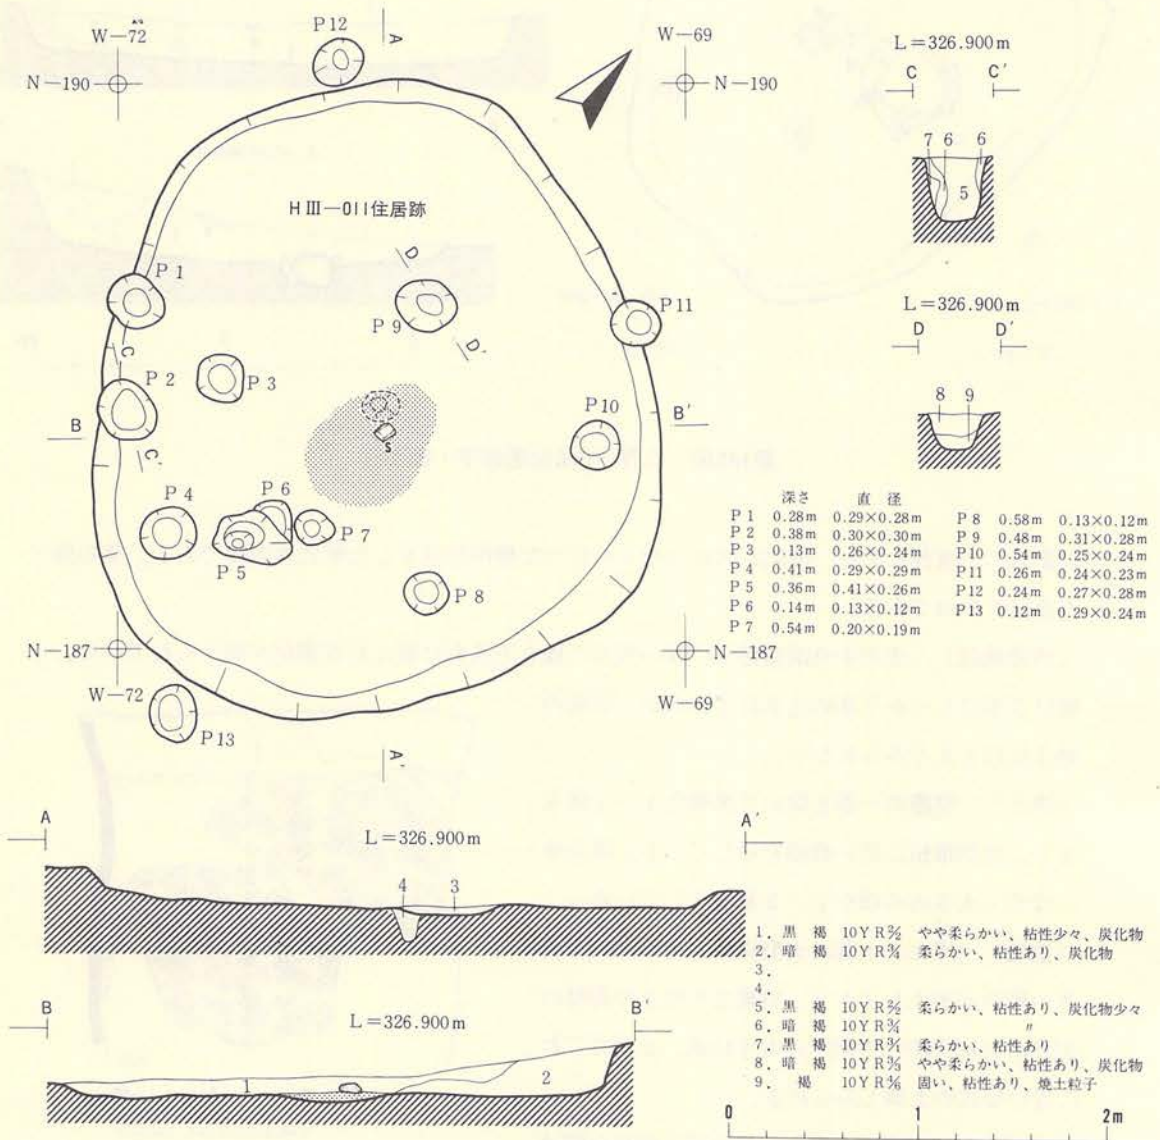 P12
A
W—72
W—69
L=326.900m
N—190
N—190
C C′
7 6 6
5
HⅢ—011住居跡
D
P1
P9
P11
D′
L=326.900m
D D′
C
P2
P3
8 9
B
P10
B′
S
C′
P4
P6
P7
P5
P8
深さ 直径
P1 0.28m 0.29×0.28m
P2 0.38m 0.30×0.30m
P3 0.13m 0.26×0.24m
P4 0.41m 0.29×0.29m
P5 0.36m 0.41×0.26m
P6 0.14m 0.13×0.12m
P7 0.54m 0.20×0.19m
P8 0.58m 0.13×0.12m
P9 0.48m 0.31×0.28m
P10 0.54m 0.25×0.24m
P11 0.26m 0.24×0.23m
P12 0.24m 0.27×0.28m
P13 0.12m 0.29×0.24m
N—187
N—187
W—72
W—69
P13
A′
A A′
L=326.900m
4 3
B B′
L=326.900m
1 2
1. 黒褐 10YR やや柔らかい、粘性少々、炭化物
2. 暗褐 10YR 柔らかい、粘性あり、炭化物
3.
4.
5. 黒褐 10YR 柔らかい、粘性あり、炭化物少々
6. 暗褐 10YR 〃
7. 黒褐 10YR 柔らかい、粘性あり
8. 暗褐 10YR やや柔らかい、粘性あり、炭化物
9. 褐 10YR 固い、粘性あり、焼土粒子
0 1 2m